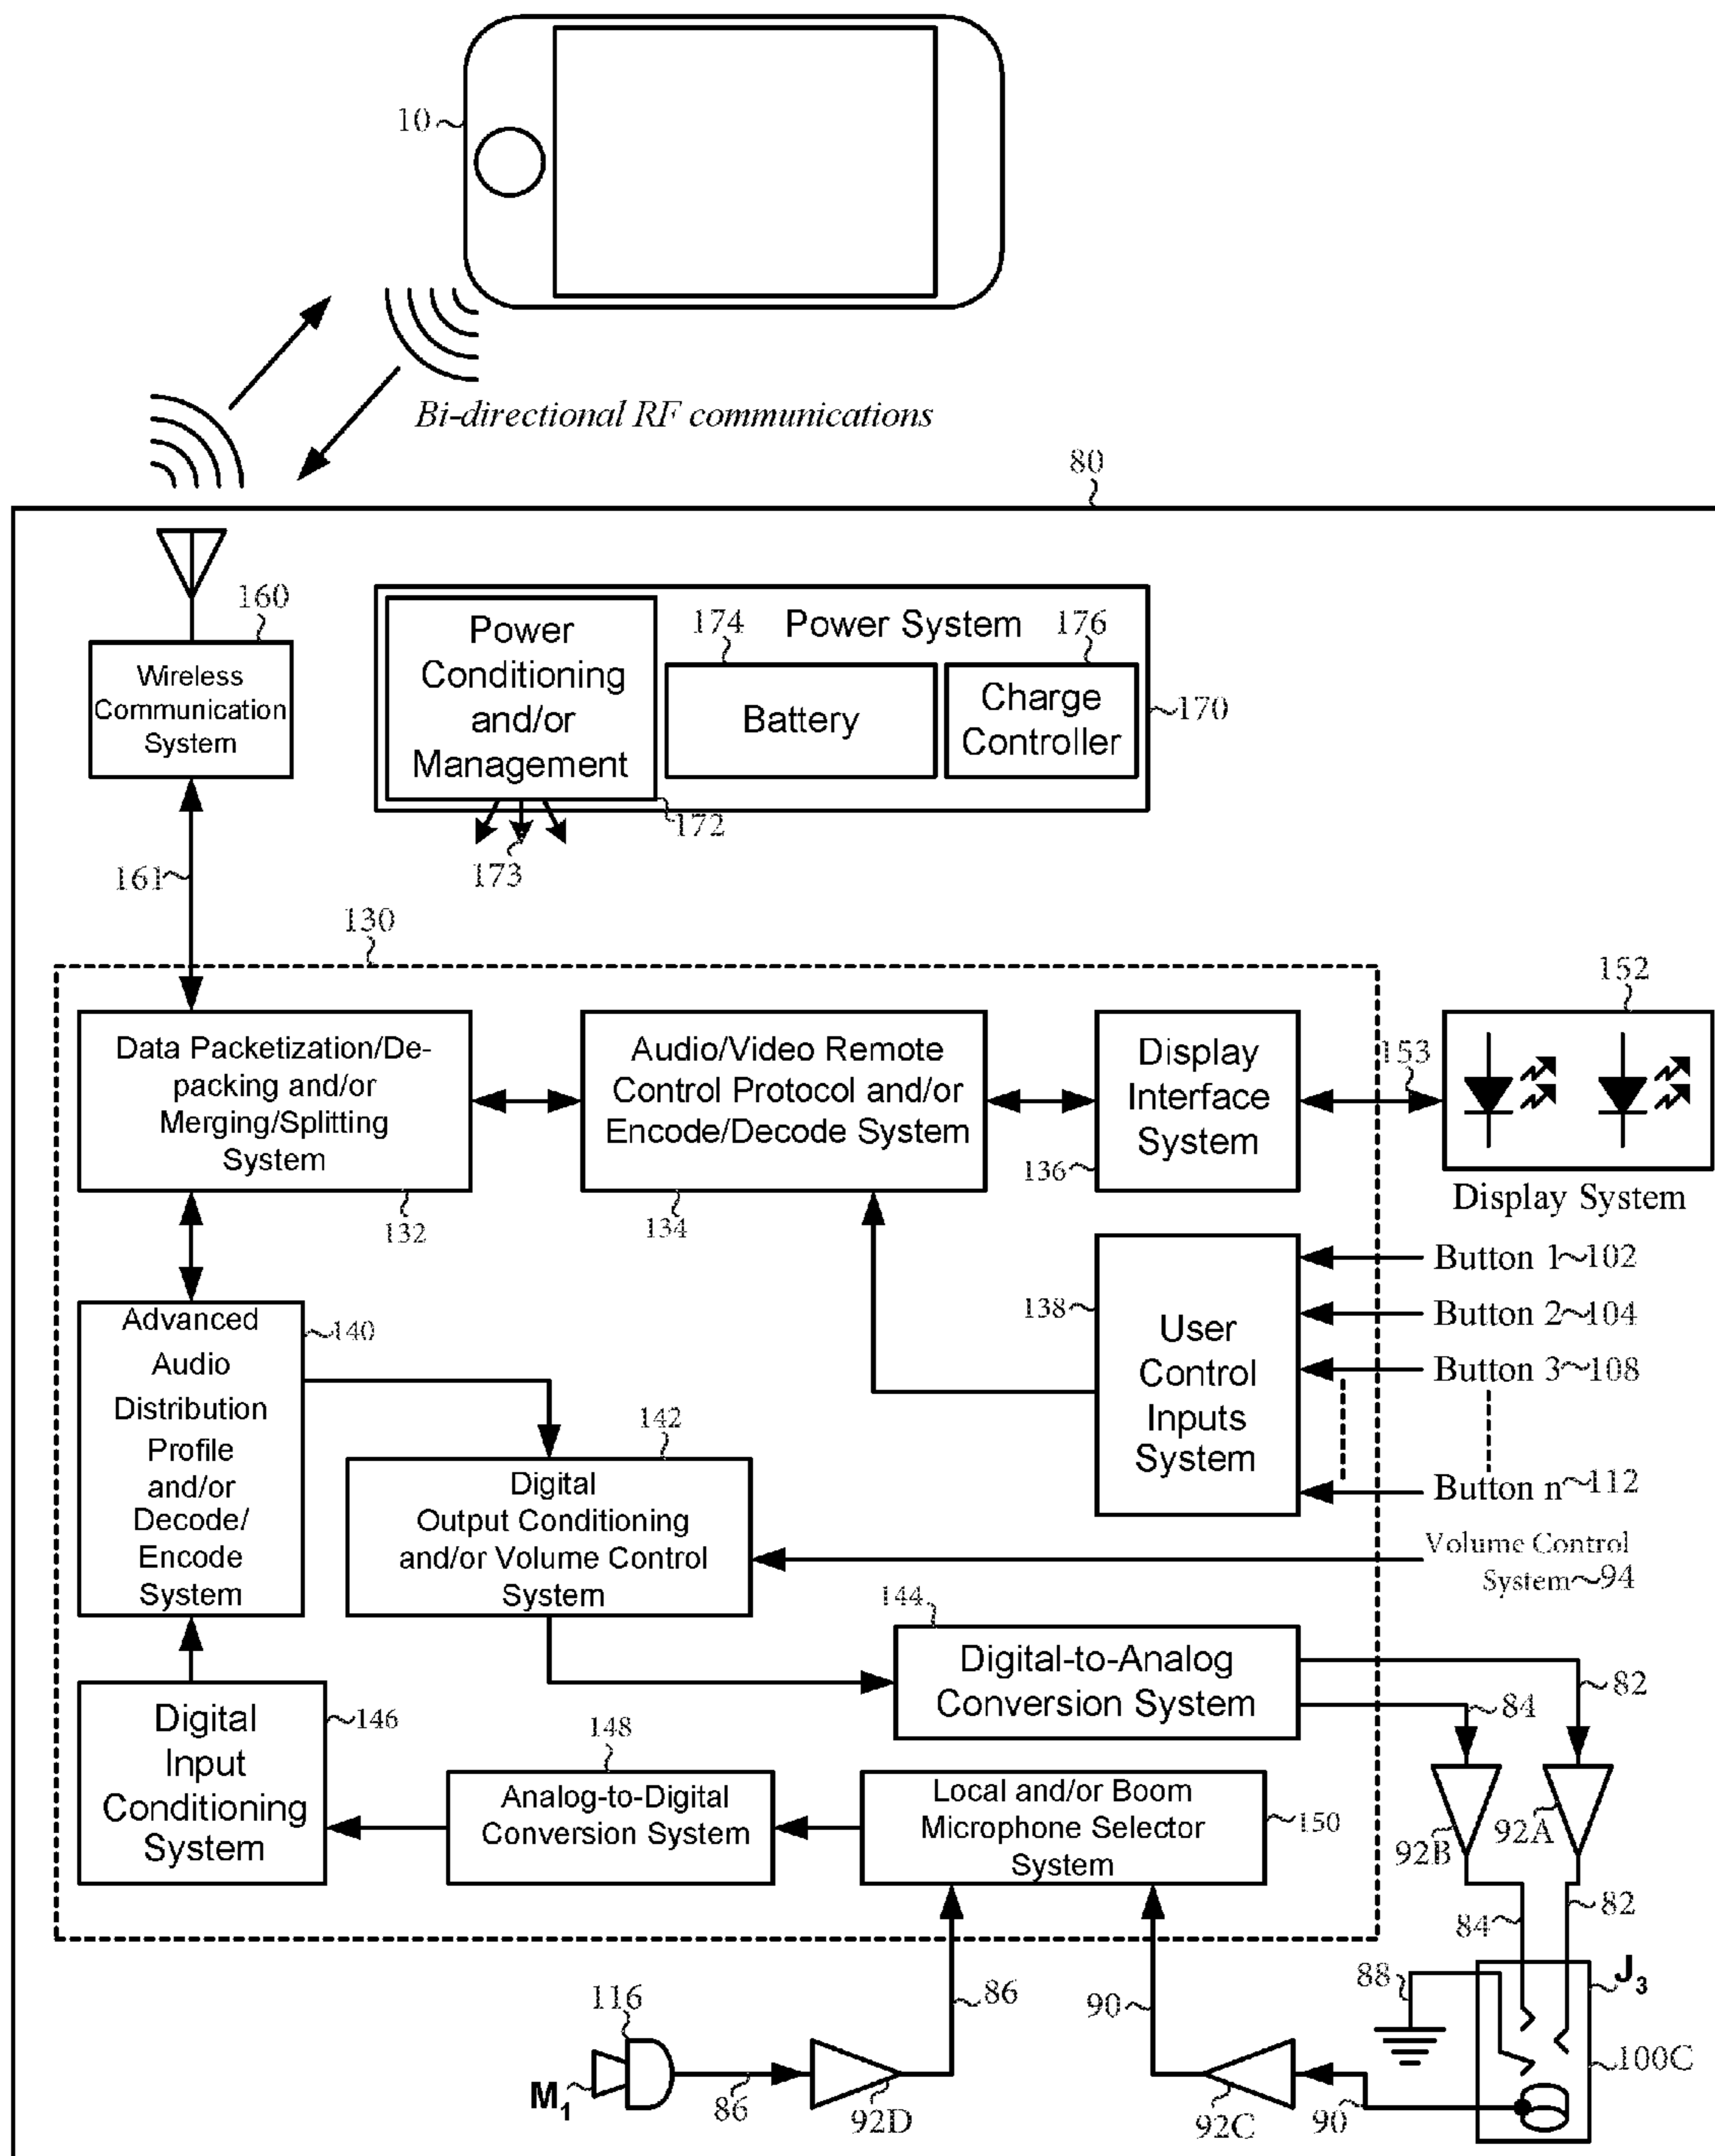 10
Bi-directional RF communications
80
160
Wireless
Communication
System
Power
Conditioning
and/or
Management
174
Power System
176
Battery
Charge
Controller
170
172
173
161
130
152
Data Packetization/De-
packing and/or
Merging/Splitting
System
132
Audio/Video Remote
Control Protocol and/or
Encode/Decode System
134
Display
Interface
System
136
153
Display System
138
User
Control
Inputs
System
Button 1 102
Button 2 104
Button 3 108
Button n 112
Volume Control
System 94
Advanced
Audio
Distribution
Profile
and/or
Decode/
Encode
System
140
142
Digital
Output Conditioning
and/or Volume Control
System
144
Digital-to-Analog
Conversion System
82
84
Digital
Input
Conditioning
System
146
148
Analog-to-Digital
Conversion System
Local and/or Boom
Microphone Selector
System
150
92B
92A
84
82
88
J3
100C
116
M1
86
92D
86
90
92C
90